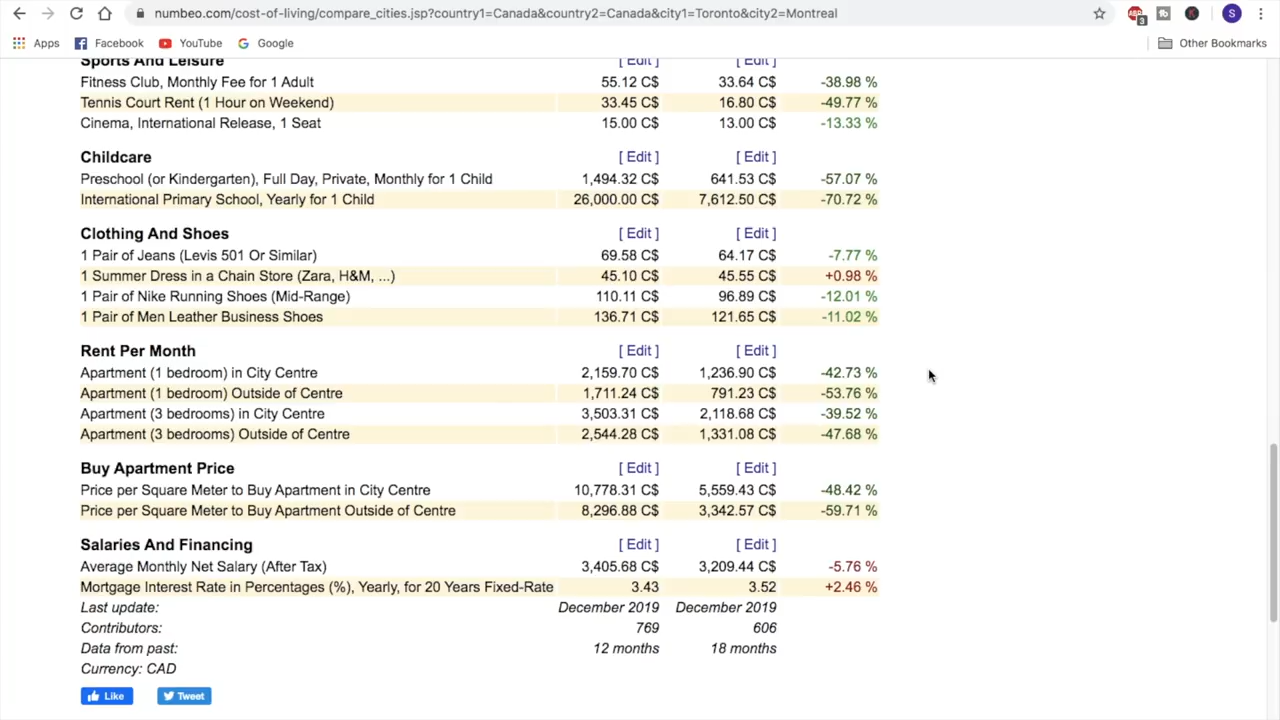 numbeo.com/cost-of-living/compare_cities.jsp?country1=Canada&country2=Canada&city1=Toronto&city2=Montreal
3 S
Apps Facebook YouTube Google Other Bookmarks
Sports And Leisure [ Edit ] [ Edit ]
Fitness Club, Monthly Fee for 1 Adult 55.12 C$ 33.64 C$ -38.98 %
Tennis Court Rent (1 Hour on Weekend) 33.45 C$ 16.80 C$ -49.77 %
Cinema, International Release, 1 Seat 15.00 C$ 13.00 C$ -13.33 %
Childcare [ Edit ] [ Edit ]
Preschool (or Kindergarten), Full Day, Private, Monthly for 1 Child 1,494.32 C$ 641.53 C$ -57.07 %
International Primary School, Yearly for 1 Child 26,000.00 C$ 7,612.50 C$ -70.72 %
Clothing And Shoes [ Edit ] [ Edit ]
1 Pair of Jeans (Levis 501 Or Similar) 69.58 C$ 64.17 C$ -7.77 %
1 Summer Dress in a Chain Store (Zara, H&M, ...) 45.10 C$ 45.55 C$ +0.98 %
1 Pair of Nike Running Shoes (Mid-Range) 110.11 C$ 96.89 C$ -12.01 %
1 Pair of Men Leather Business Shoes 136.71 C$ 121.65 C$ -11.02 %
Rent Per Month [ Edit ] [ Edit ]
Apartment (1 bedroom) in City Centre 2,159.70 C$ 1,236.90 C$ -42.73 %
Apartment (1 bedroom) Outside of Centre 1,711.24 C$ 791.23 C$ -53.76 %
Apartment (3 bedrooms) in City Centre 3,503.31 C$ 2,118.68 C$ -39.52 %
Apartment (3 bedrooms) Outside of Centre 2,544.28 C$ 1,331.08 C$ -47.68 %
Buy Apartment Price [ Edit ] [ Edit ]
Price per Square Meter to Buy Apartment in City Centre 10,778.31 C$ 5,559.43 C$ -48.42 %
Price per Square Meter to Buy Apartment Outside of Centre 8,296.88 C$ 3,342.57 C$ -59.71 %
Salaries And Financing [ Edit ] [ Edit ]
Average Monthly Net Salary (After Tax) 3,405.68 C$ 3,209.44 C$ -5.76 %
Mortgage Interest Rate in Percentages (%), Yearly, for 20 Years Fixed-Rate 3.43 3.52 +2.46 %
Last update: December 2019 December 2019
Contributors: 769 606
Data from past: 12 months 18 months
Currency: CAD
Like Tweet